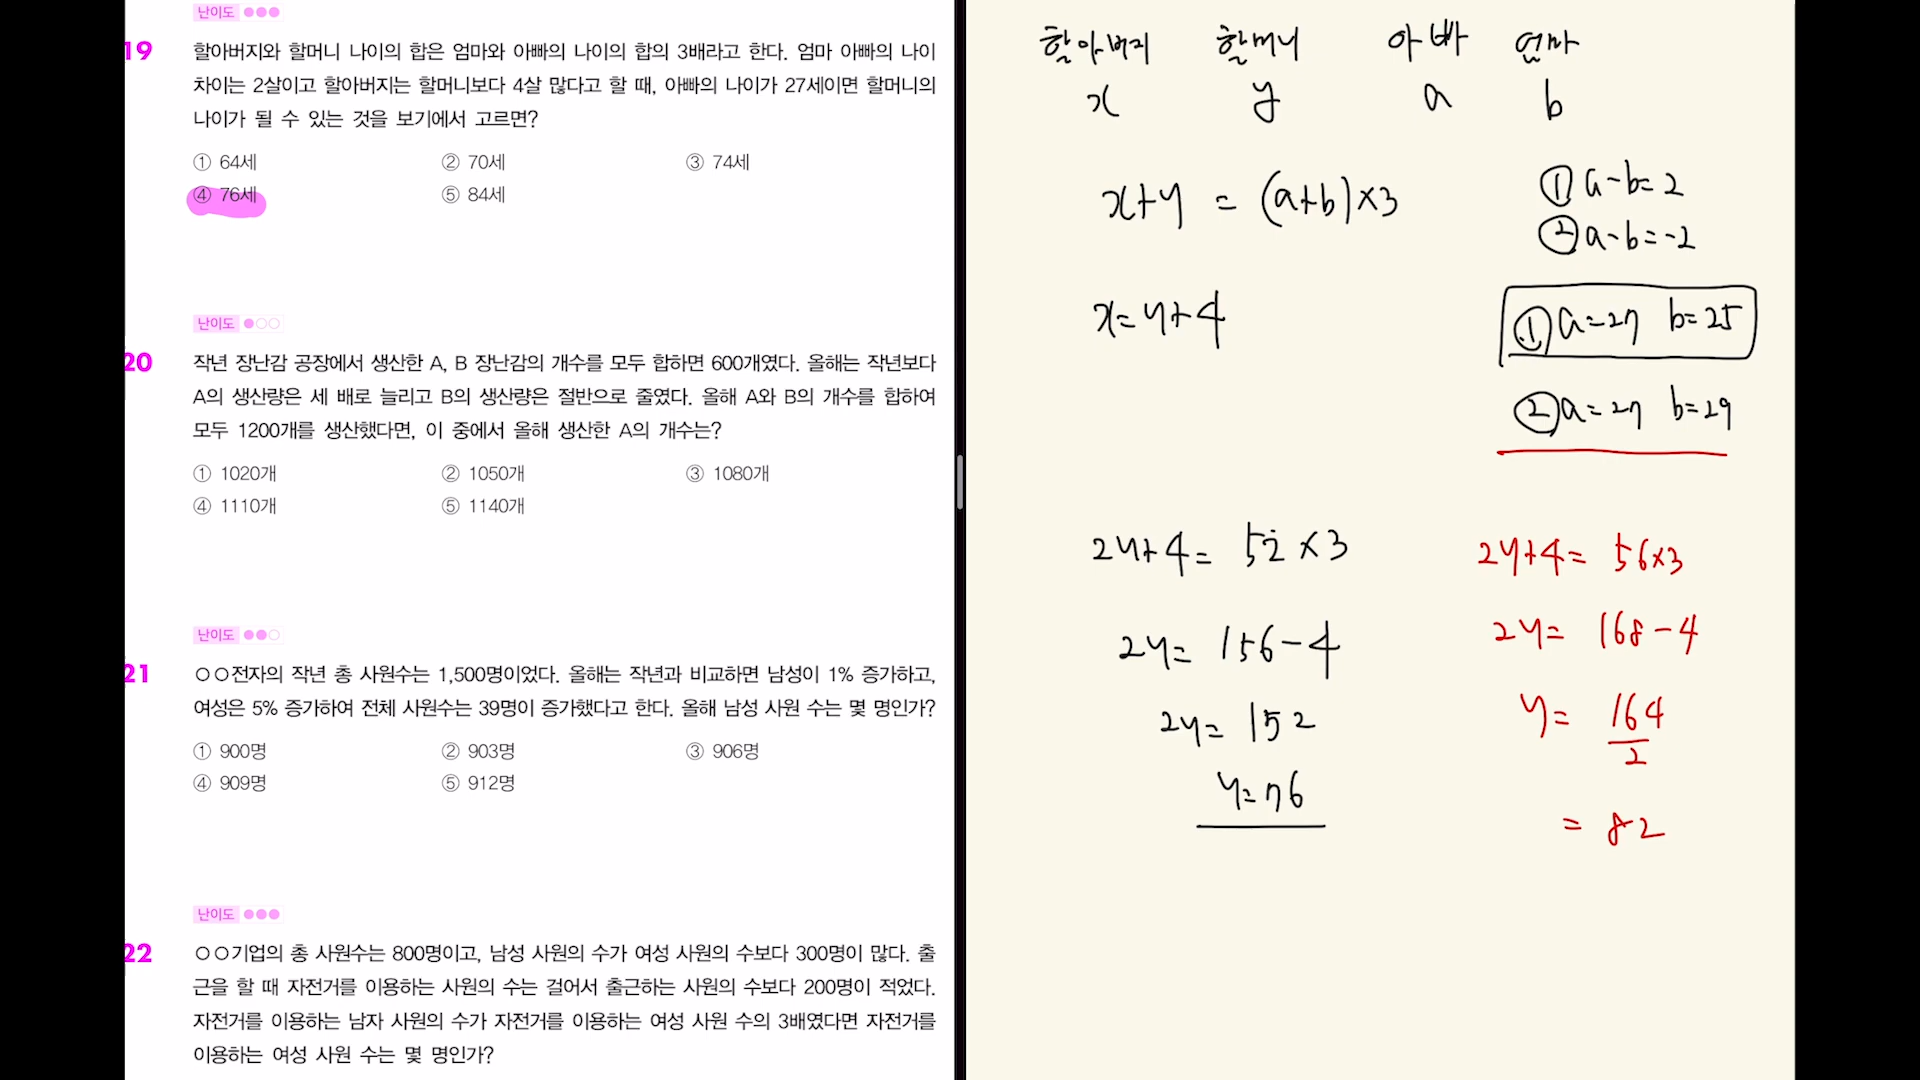 난이도
19
할아버지와 할머니 나이의 합은 엄마와 아빠의 나이의 합의 3배라고 한다. 엄마 아빠의 나이
차이는 2살이고 할아버지는 할머니보다 4살 많다고 할 때, 아빠의 나이가 27세이면 할머니의
나이가 될 수 있는 것을 보기에서 고르면?
① 64세 ② 70세 ③ 74세
④ 76세 ⑤ 84세
난이도
20
작년 장난감 공장에서 생산한 A, B 장난감의 개수를 모두 합하면 600개였다. 올해는 작년보다
A의 생산량은 세 배로 늘리고 B의 생산량은 절반으로 줄였다. 올해 A와 B의 개수를 합하여
모두 1200개를 생산했다면, 이 중에서 올해 생산한 A의 개수는?
① 1020개 ② 1050개 ③ 1080개
④ 1110개 ⑤ 1140개
난이도
21
○○전자의 작년 총 사원수는 1,500명이었다. 올해는 작년과 비교하면 남성이 1% 증가하고,
여성은 5% 증가하여 전체 사원수는 39명이 증가했다고 한다. 올해 남성 사원 수는 몇 명인가?
① 900명 ② 903명 ③ 906명
④ 909명 ⑤ 912명
난이도
22
○○기업의 총 사원수는 800명이고, 남성 사원의 수가 여성 사원의 수보다 300명이 많다. 출
근을 할 때 자전거를 이용하는 사원의 수는 걸어서 출근하는 사원의 수보다 200명이 적었다.
자전거를 이용하는 남자 사원의 수가 자전거를 이용하는 여성 사원 수의 3배였다면 자전거를
이용하는 여성 사원 수는 몇 명인가?
할아버지 할머니 아빠 엄마
x y a b
x+y = (a+b)×3
① a-b=2
② a-b=-2
x=y+4
① a=27 b=25
② a=27 b=29
2y+4= 52×3
2y= 156-4
2y= 152
y=76
2y+4= 56×3
2y= 168-4
y= 164
2
= 82